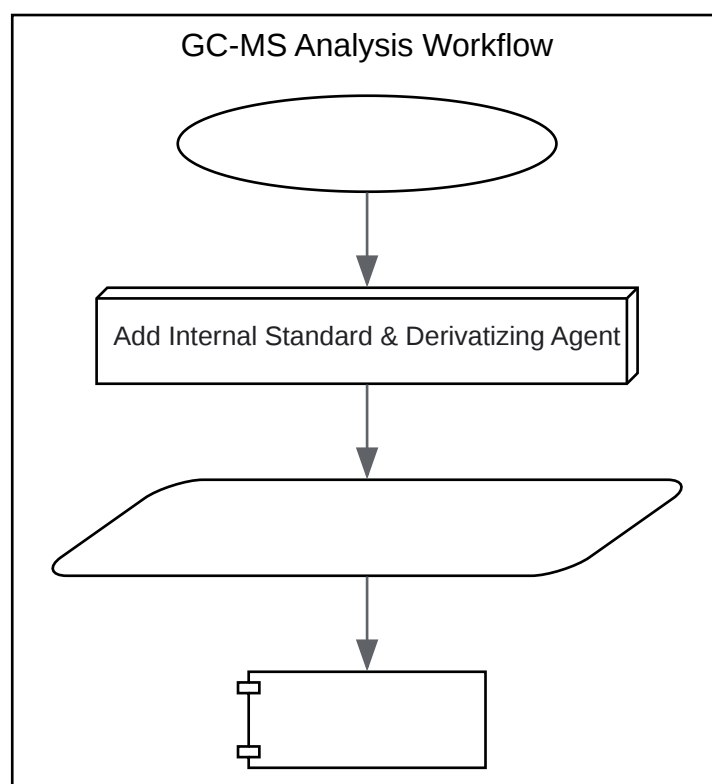 GC-MS Analysis Workflow
Add Internal Standard & Derivatizing Agent